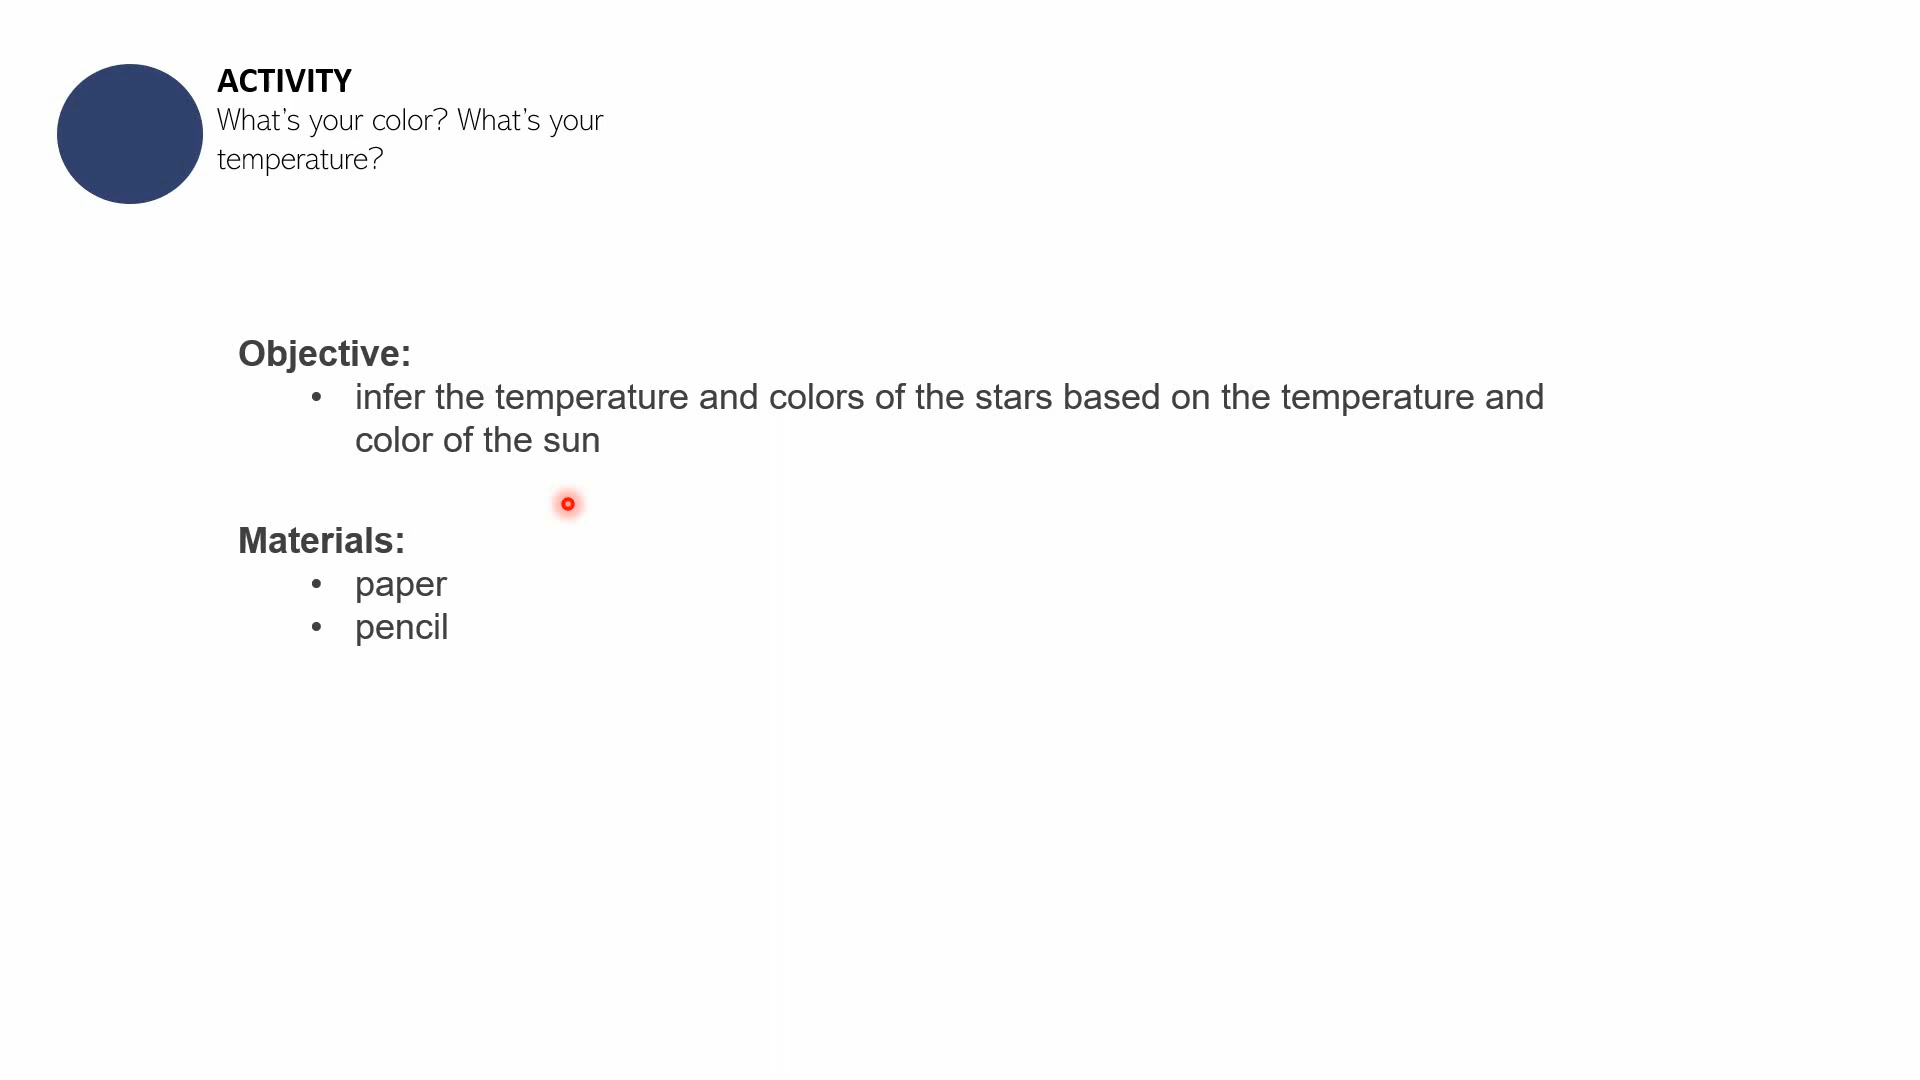 ACTIVITY
What's your color? What's your
temperature?
Objective:
• infer the temperature and colors of the stars based on the temperature and
color of the sun
Materials:
• paper
• pencil